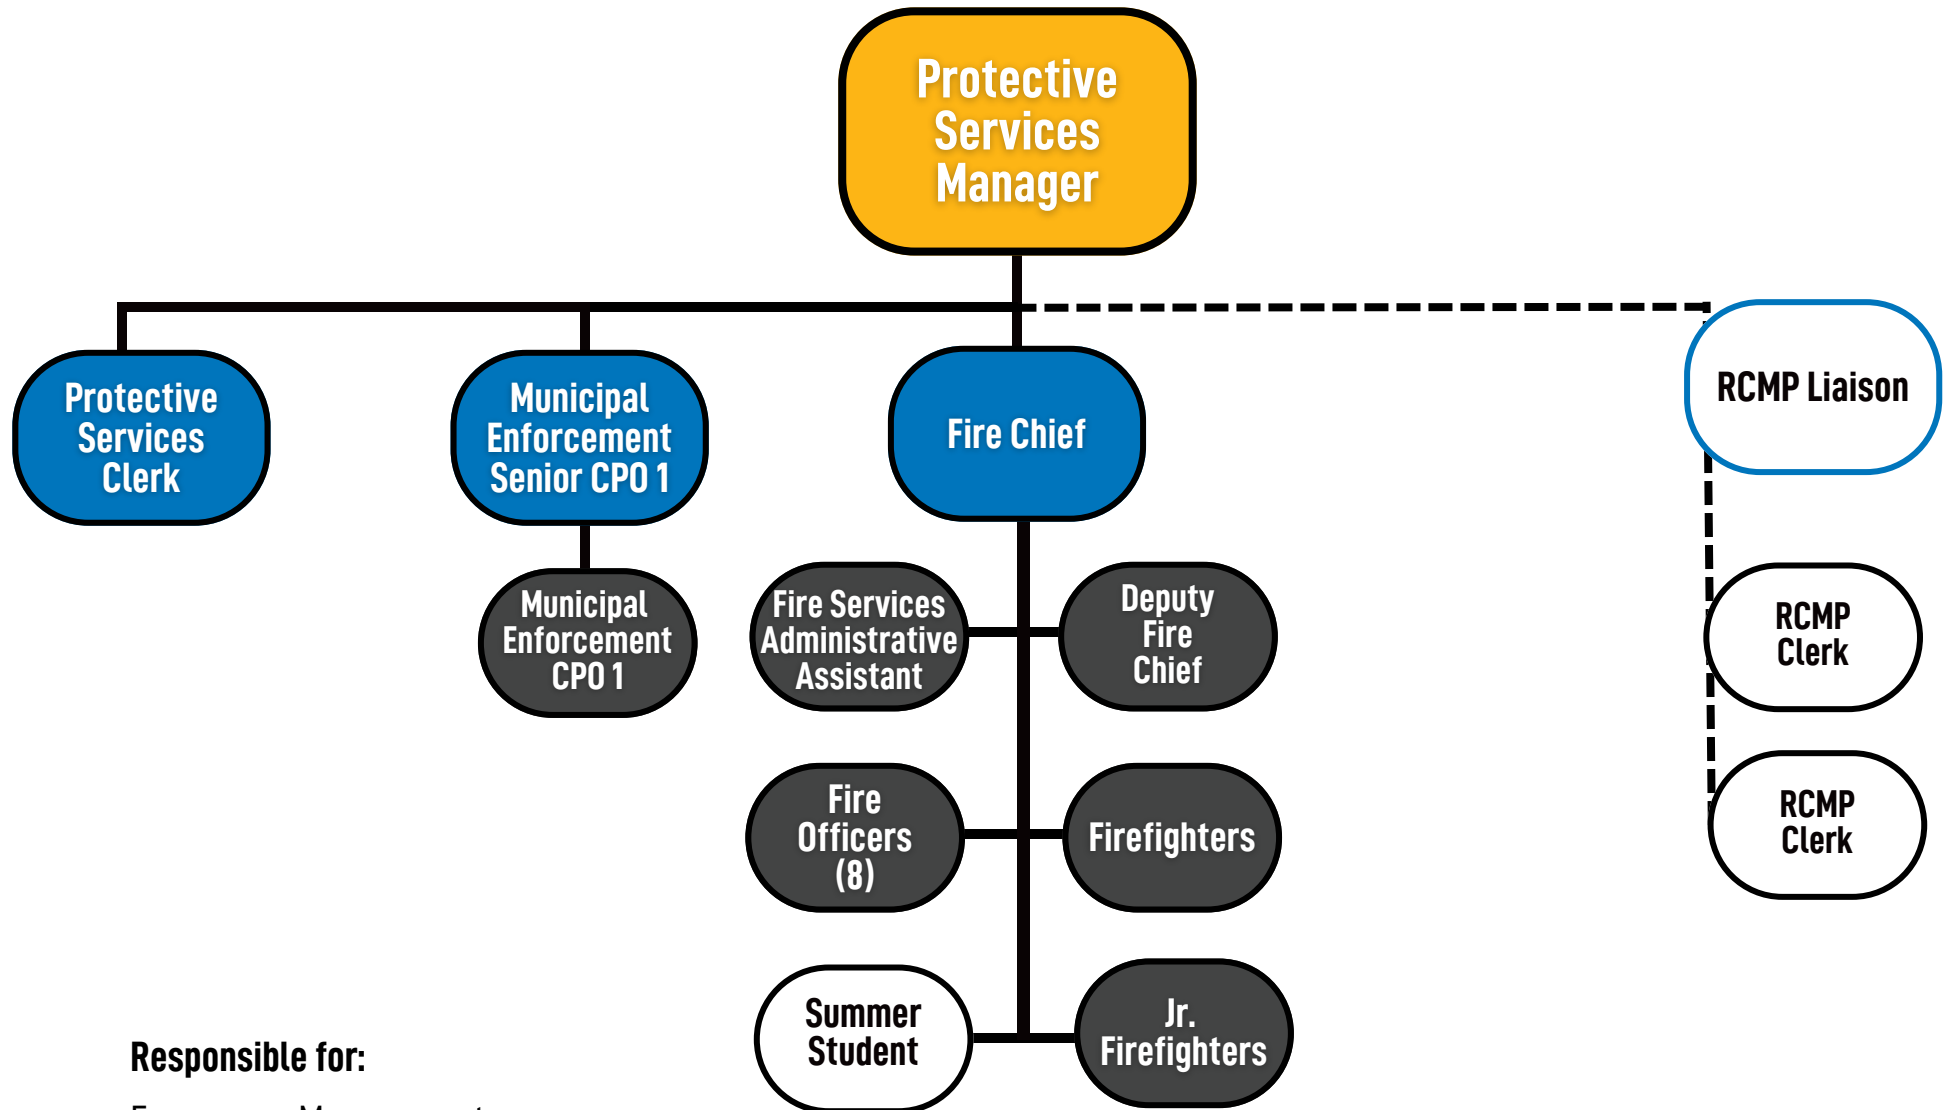 Protective
Services
Manager
Protective
Services
Clerk
Municipal
Enforcement
Senior CPO 1
Fire Chief
RCMP Liaison
Municipal
Enforcement
CPO 1
Fire Services
Administrative
Assistant
Deputy
Fire
Chief
RCMP
Clerk
Fire
Officers
(8)
Firefighters
RCMP
Clerk
Summer
Student
Jr.
Firefighters
Responsible for: